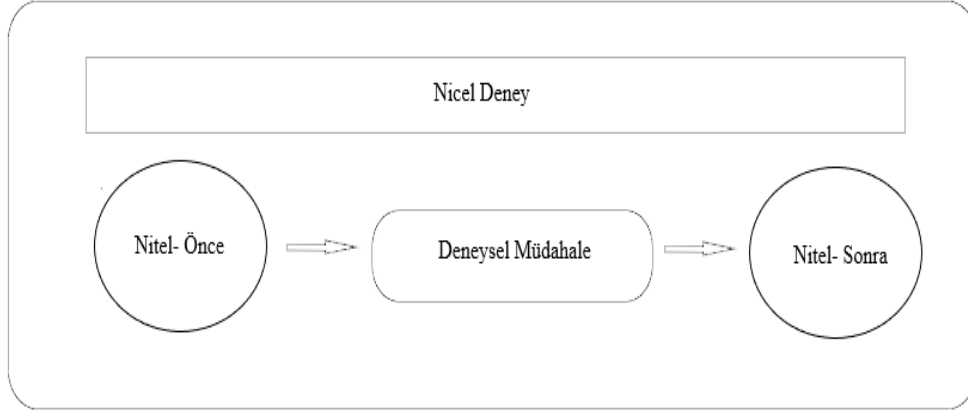 Nicel Deney
Nitel- Önce
Deneysel Müdahale
Nitel- Sonra